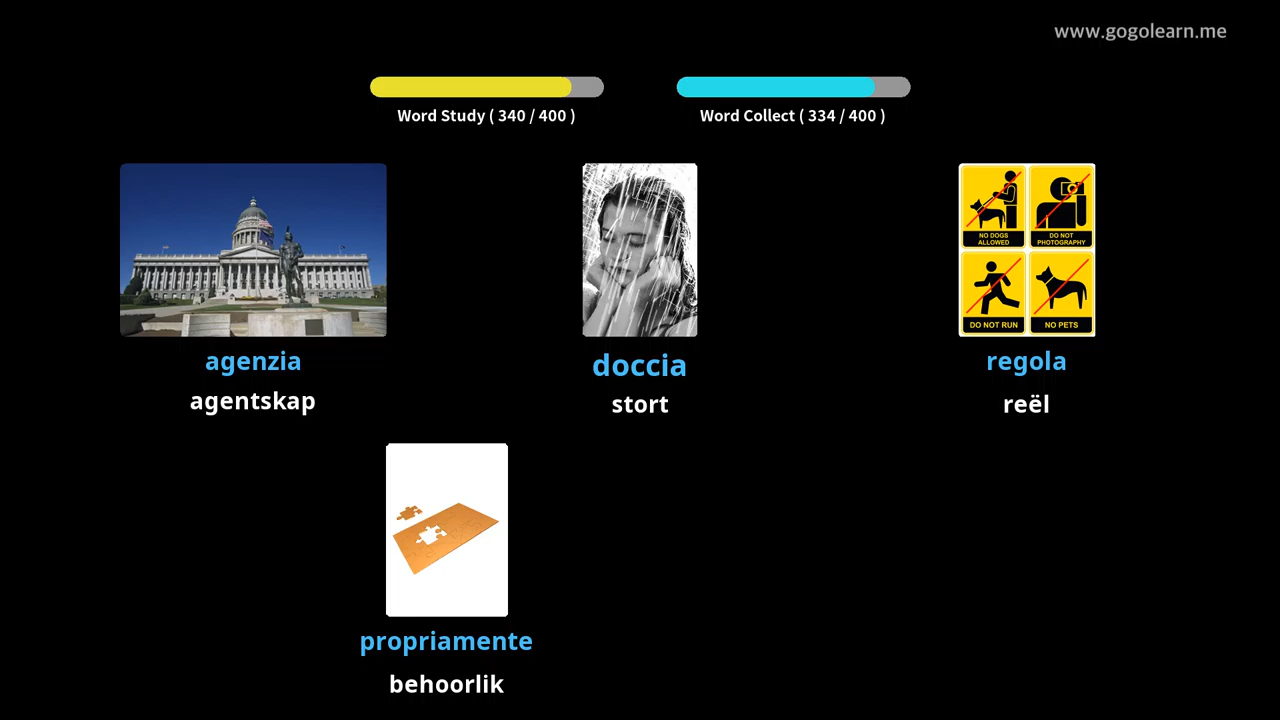 www.gogolearn.me
Word Study ( 340 / 400 )
Word Collect ( 334 / 400 )
NO DOGS
ALLOWED
DO NOT
PHOTOGRAPHY
DO NOT RUN
NO PETS
agenzia
agentskap
doccia
stort
regola
reël
propriamente
behoorlik